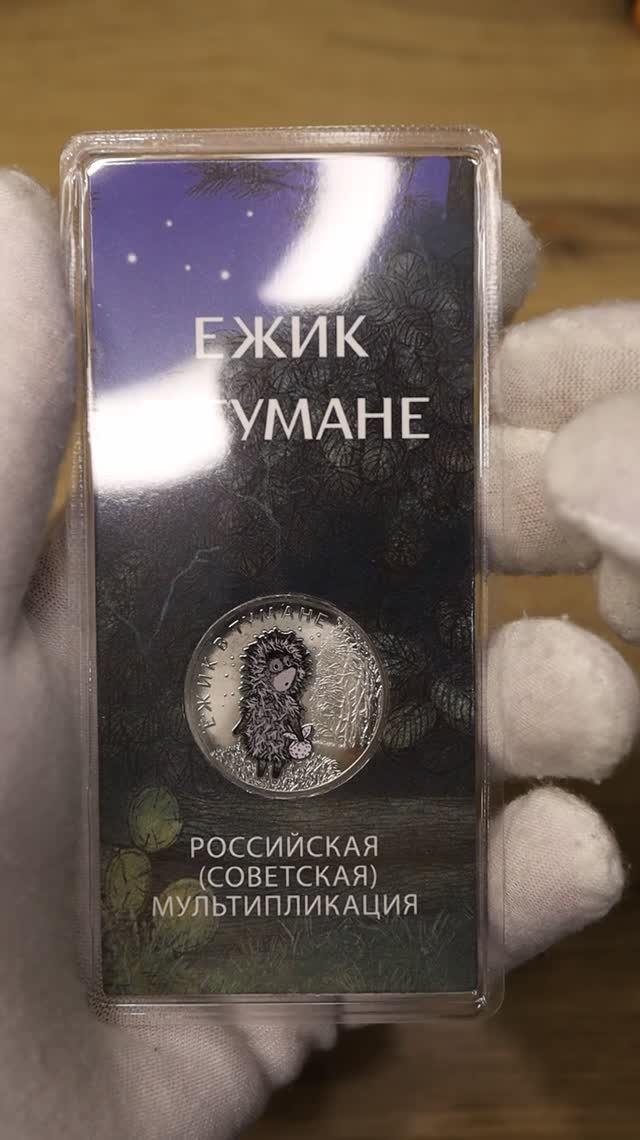 ЕЖИК
ТУМАНЕ
ЕЖИК В ТУМАНЕ
РОССИЙСКАЯ
(СОВЕТСКАЯ)
МУЛЬТИПЛИКАЦИЯ